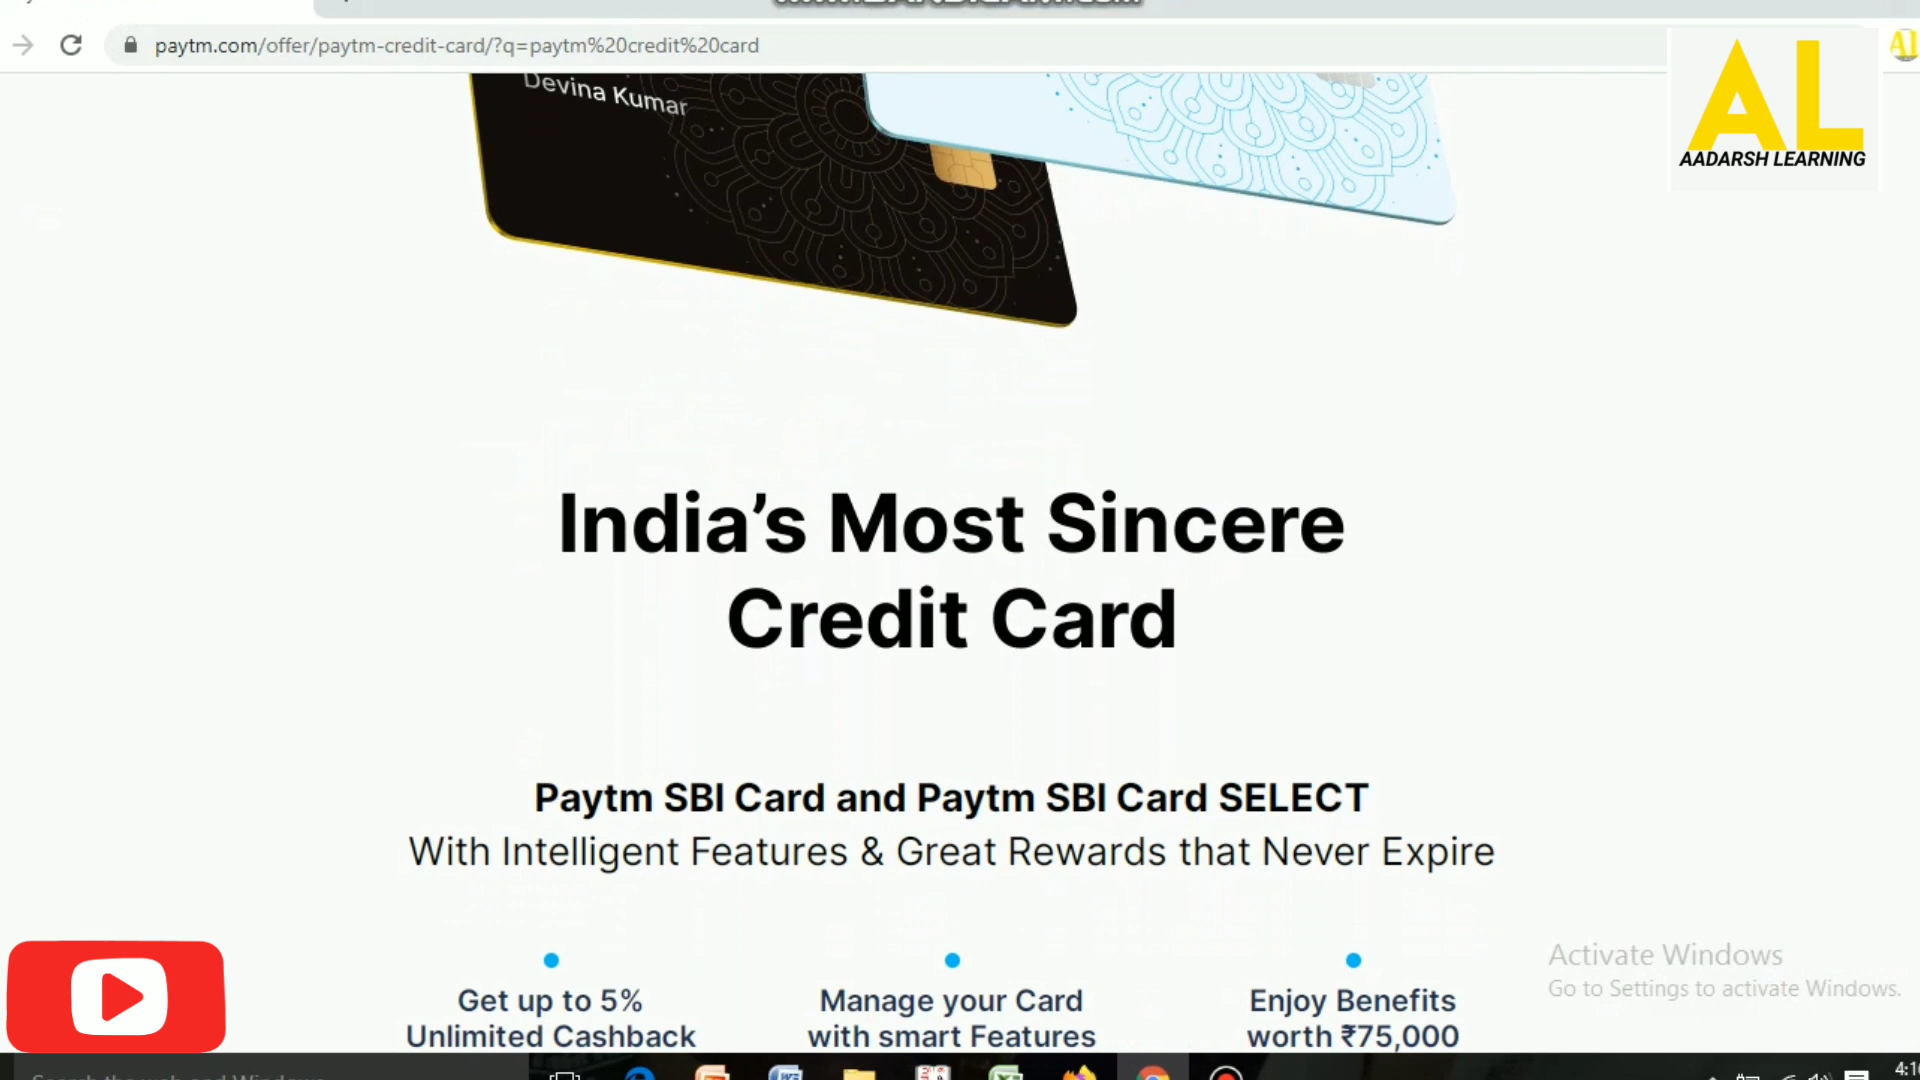 paytm.com/offer/paytm-credit-card/?q=paytm%20credit%20card
AL
AADARSH LEARNING
Devina Kumar
India's Most Sincere
Credit Card
Paytm SBI Card and Paytm SBI Card SELECT
With Intelligent Features & Great Rewards that Never Expire
Get up to 5%
Unlimited Cashback
Manage your Card
with smart Features
Enjoy Benefits
worth ₹75,000
Activate Windows
Go to Settings to activate Windows.